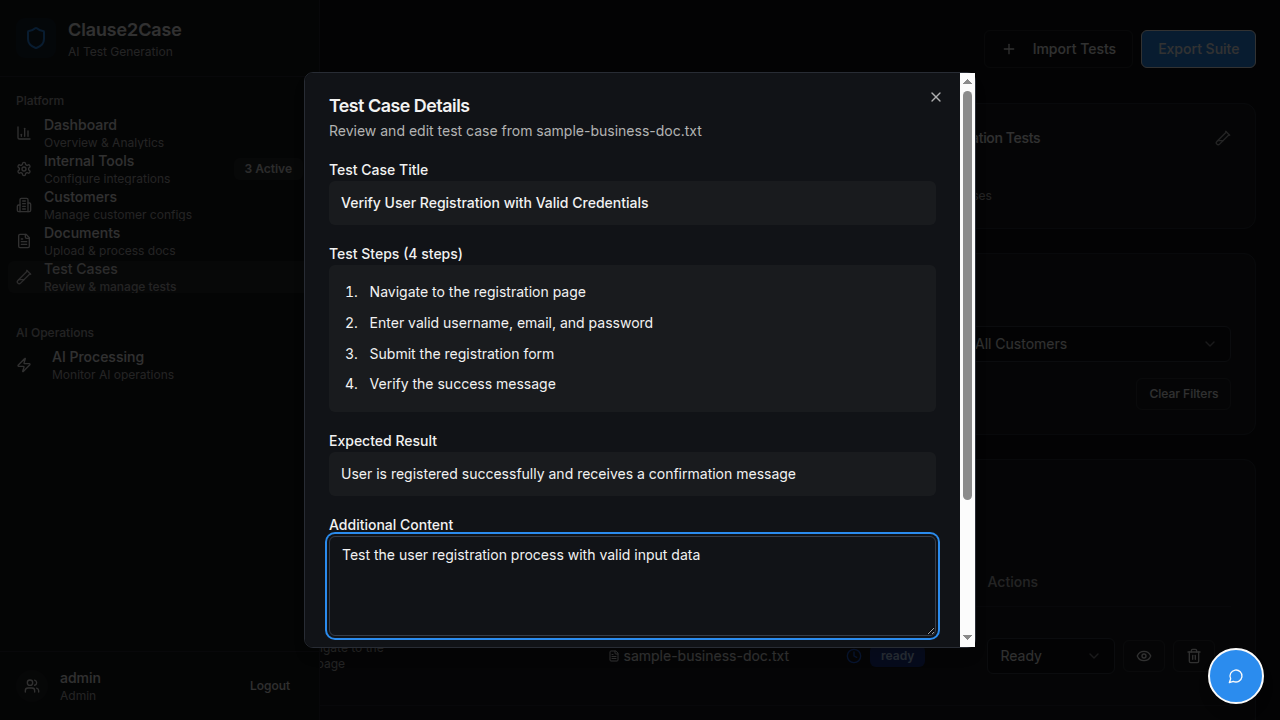 Clause2Case
AI Test Generation
Platform
Dashboard
Overview & Analytics
Internal Tools
Configure integrations
3 Active
Customers
Manage customer configs
Documents
Upload & process docs
Test Cases
Review & manage tests
AI Operations
AI Processing
Monitor AI operations
admin
Admin
Logout
Import Tests
Export Suite
Test Case Details
Review and edit test case from sample-business-doc.txt
Test Case Title
Verify User Registration with Valid Credentials
Test Steps (4 steps)
1. Navigate to the registration page
2. Enter valid username, email, and password
3. Submit the registration form
4. Verify the success message
Expected Result
User is registered successfully and receives a confirmation message
Additional Content
Test the user registration process with valid input data
Tests
All Customers
Clear Filters
Actions
to the
page
sample-business-doc.txt
ready
Ready